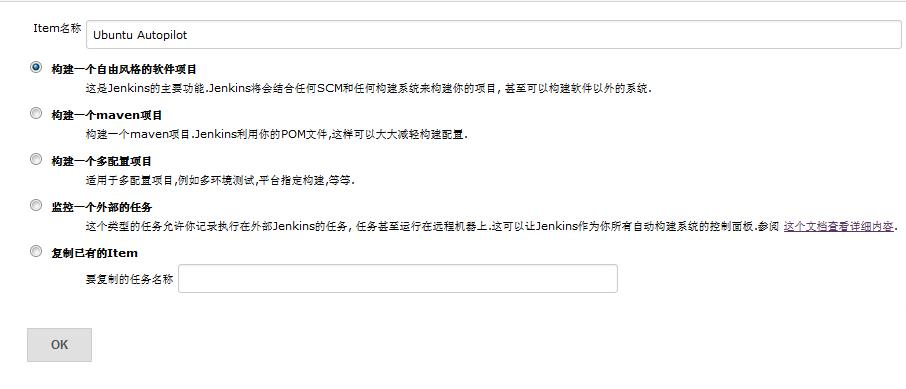 Item名称 Ubuntu Autopilot
构建一个自由风格的软件项目
这是Jenkins的主要功能.Jenkins将会结合任何SCM和任何构建系统来构建你的项目, 甚至可以构建软件以外的系统.
构建一个maven项目
构建一个maven项目.Jenkins利用你的POM文件,这样可以大大减轻构建配置.
构建一个多配置项目
适用于多配置项目,例如多环境测试,平台指定构建,等等.
监控一个外部的任务
这个类型的任务允许你记录执行在外部Jenkins的任务, 任务甚至运行在远程机器上.这可以让Jenkins作为你所有自动构建系统的控制面板.参阅 这个文档查看详细内容.
复制已有的Item
要复制的任务名称
OK